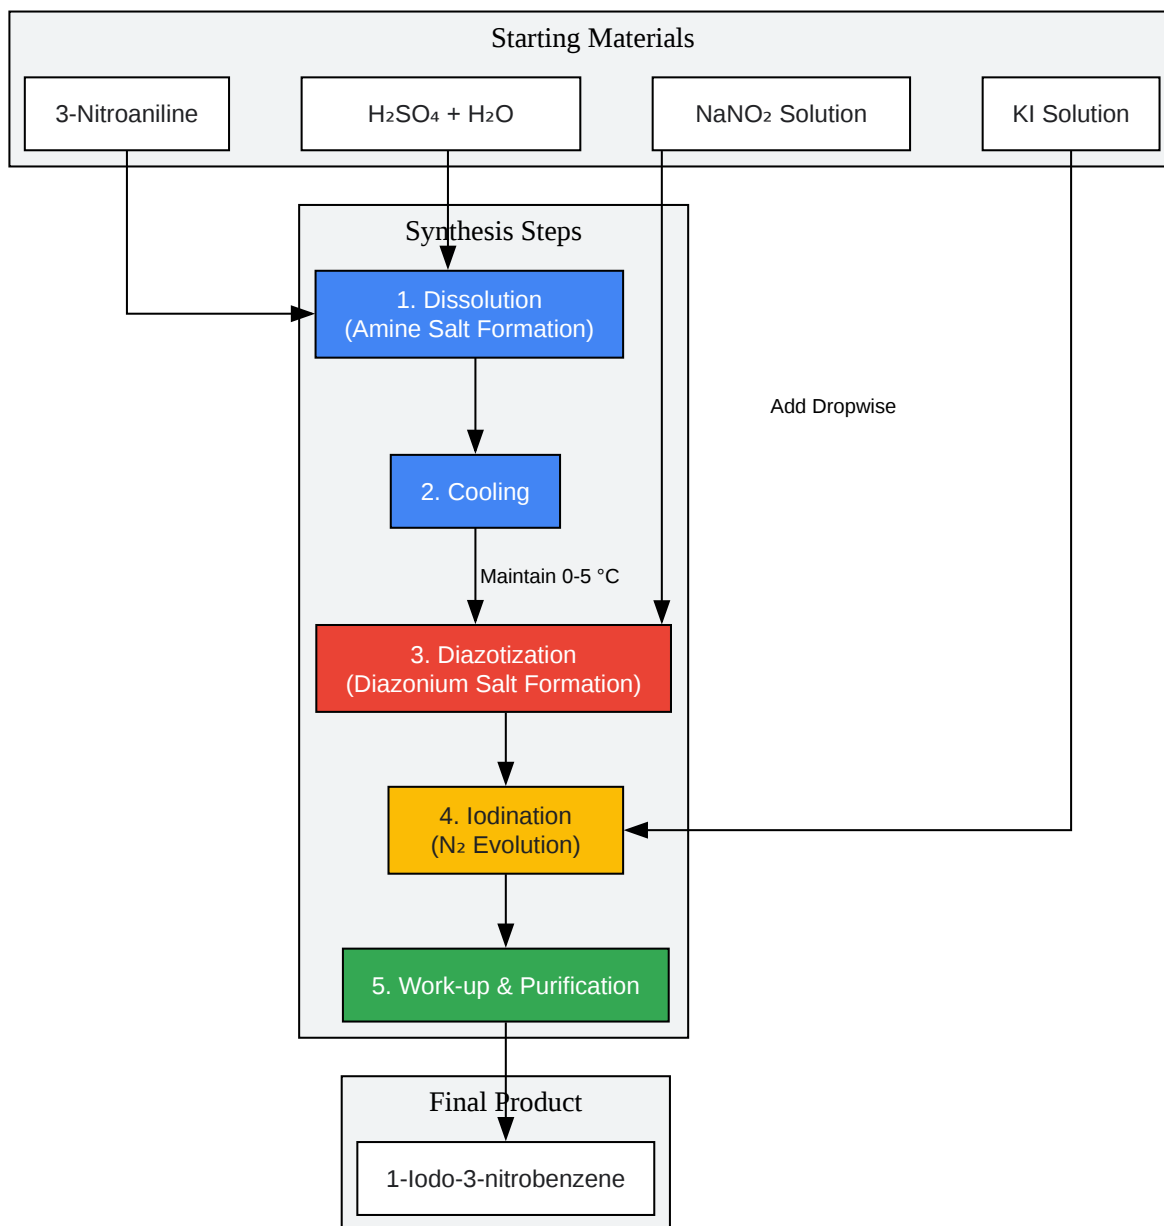 Starting Materials
3-Nitroaniline
H₂SO₄ + H₂O
NaNO₂ Solution
KI Solution
Synthesis Steps
1. Dissolution
(Amine Salt Formation)
Add Dropwise
2. Cooling
Maintain 0-5 °C
3. Diazotization
(Diazonium Salt Formation)
4. Iodination
(N₂ Evolution)
5. Work-up & Purification
Final Product
1-Iodo-3-nitrobenzene